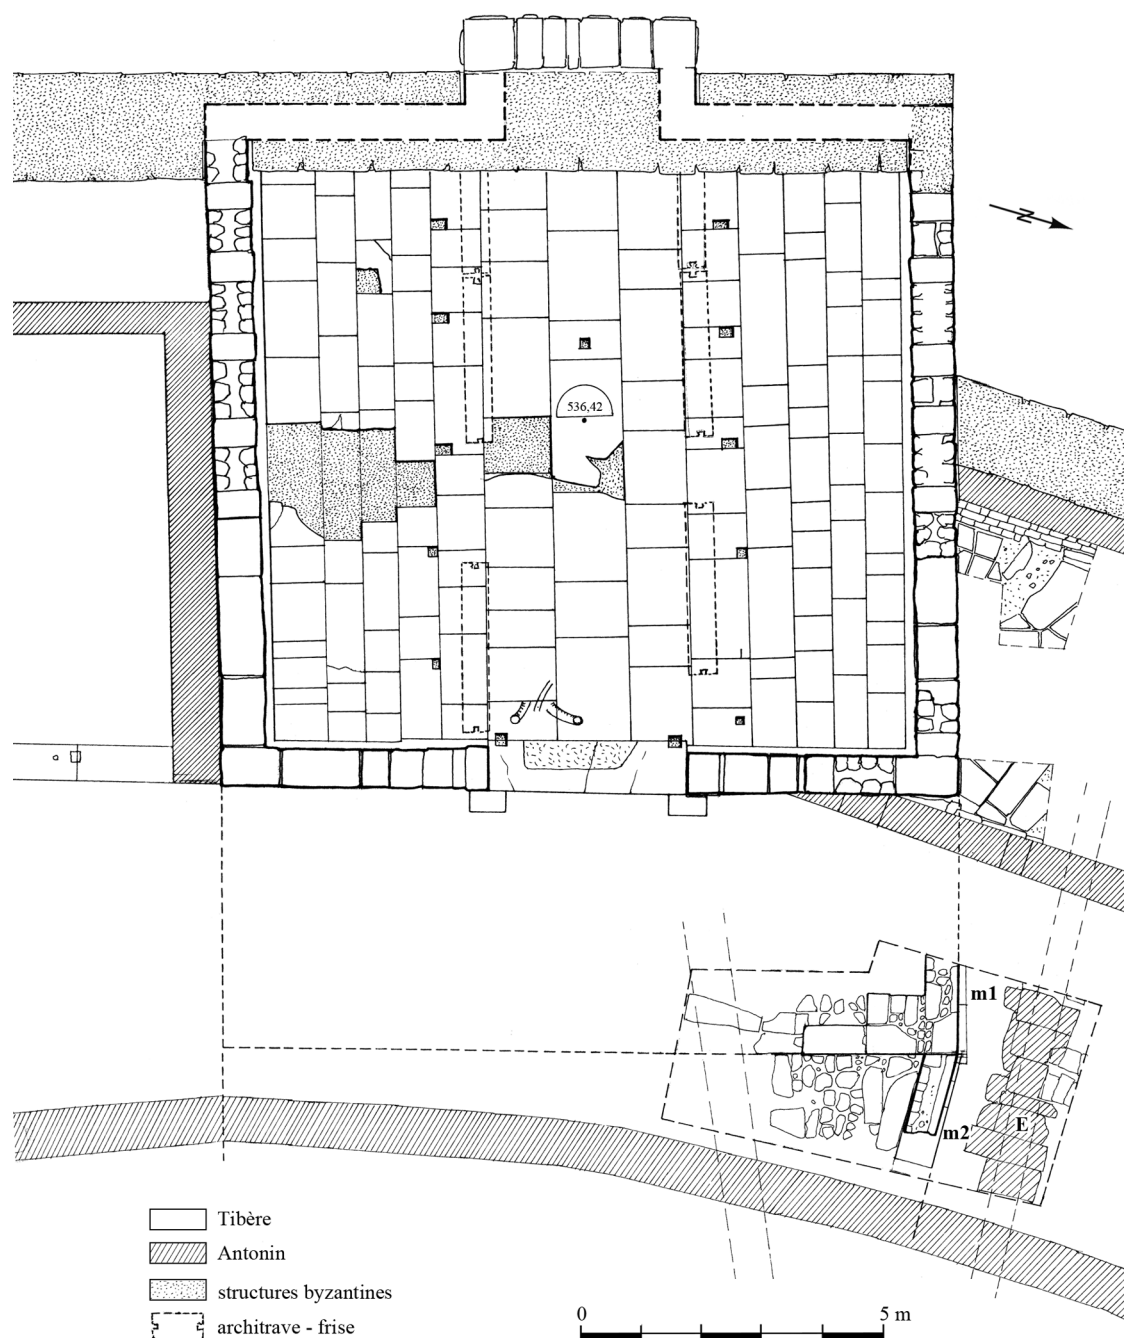 N
536,42
m1
m2
E
Tibère
Antonin
structures byzantines
architrave - frise
0 5 m